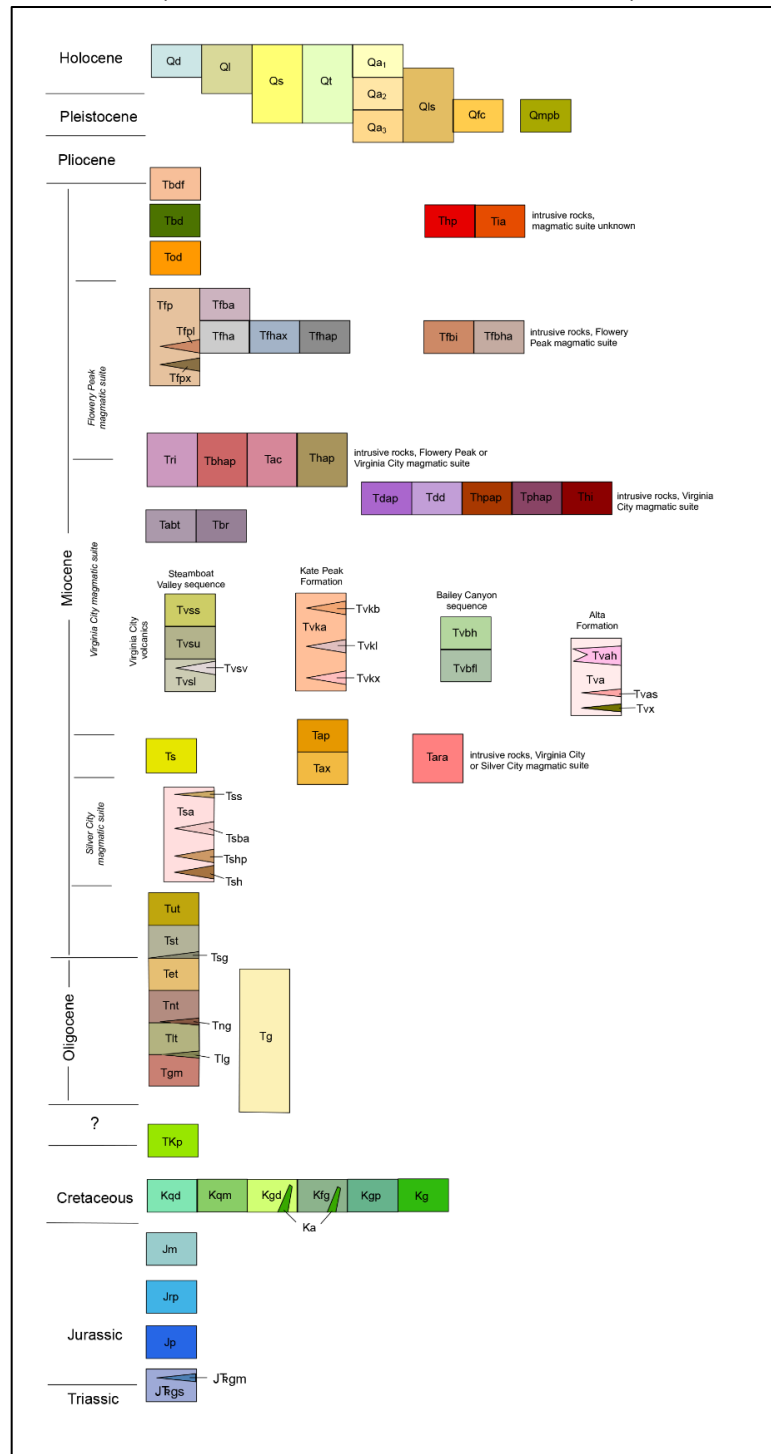 Holocene
Qd
Ql
Qs
Qt
Qa1
Qa2
Qa3
Qls
Qfc
Qmpb
Pleistocene
Pliocene
Tbdf
Tbd
Tod
Thp
Tia
intrusive rocks,
magmatic suite unknown
Miocene
Flowery Peak
magmatic suite
Tfp
Tfpl
Tfpx
Tfba
Tfha
Tfhax
Tfhap
Tfbi
Tfbha
intrusive rocks, Flowery
Peak magmatic suite
Tri
Tbhap
Tac
Thap
intrusive rocks, Flowery Peak or
Virginia City magmatic suite
Tdap
Tdd
Thpap
Tphap
Thi
intrusive rocks, Virginia
City magmatic suite
Tabt
Tbr
Virginia City magmatic suite
Virginia City
volcanics
Steamboat
Valley sequence
Tvss
Tvsu
Tvsv
Tvsl
Kate Peak
Formation
Tvka
Tvkb
Tvkl
Tvkx
Bailey Canyon
sequence
Tvbh
Tvbfl
Alta
Formation
Tvah
Tva
Tvas
Tvx
Ts
Tap
Tax
Tara
intrusive rocks, Virginia City
or Silver City magmatic suite
Silver City
magmatic suite
Tsa
Tss
Tsba
Tshp
Tsh
Tut
Tst
Tsg
Oligocene
Tet
Tnt
Tng
Tlt
Tlg
Tgm
Tg
?
TKp
Cretaceous
Kqd
Kqm
Kgd
Kfg
Kgp
Kg
Ka
Jm
Jrp
Jurassic
Jp
JTrgm
JTrgs
Triassic